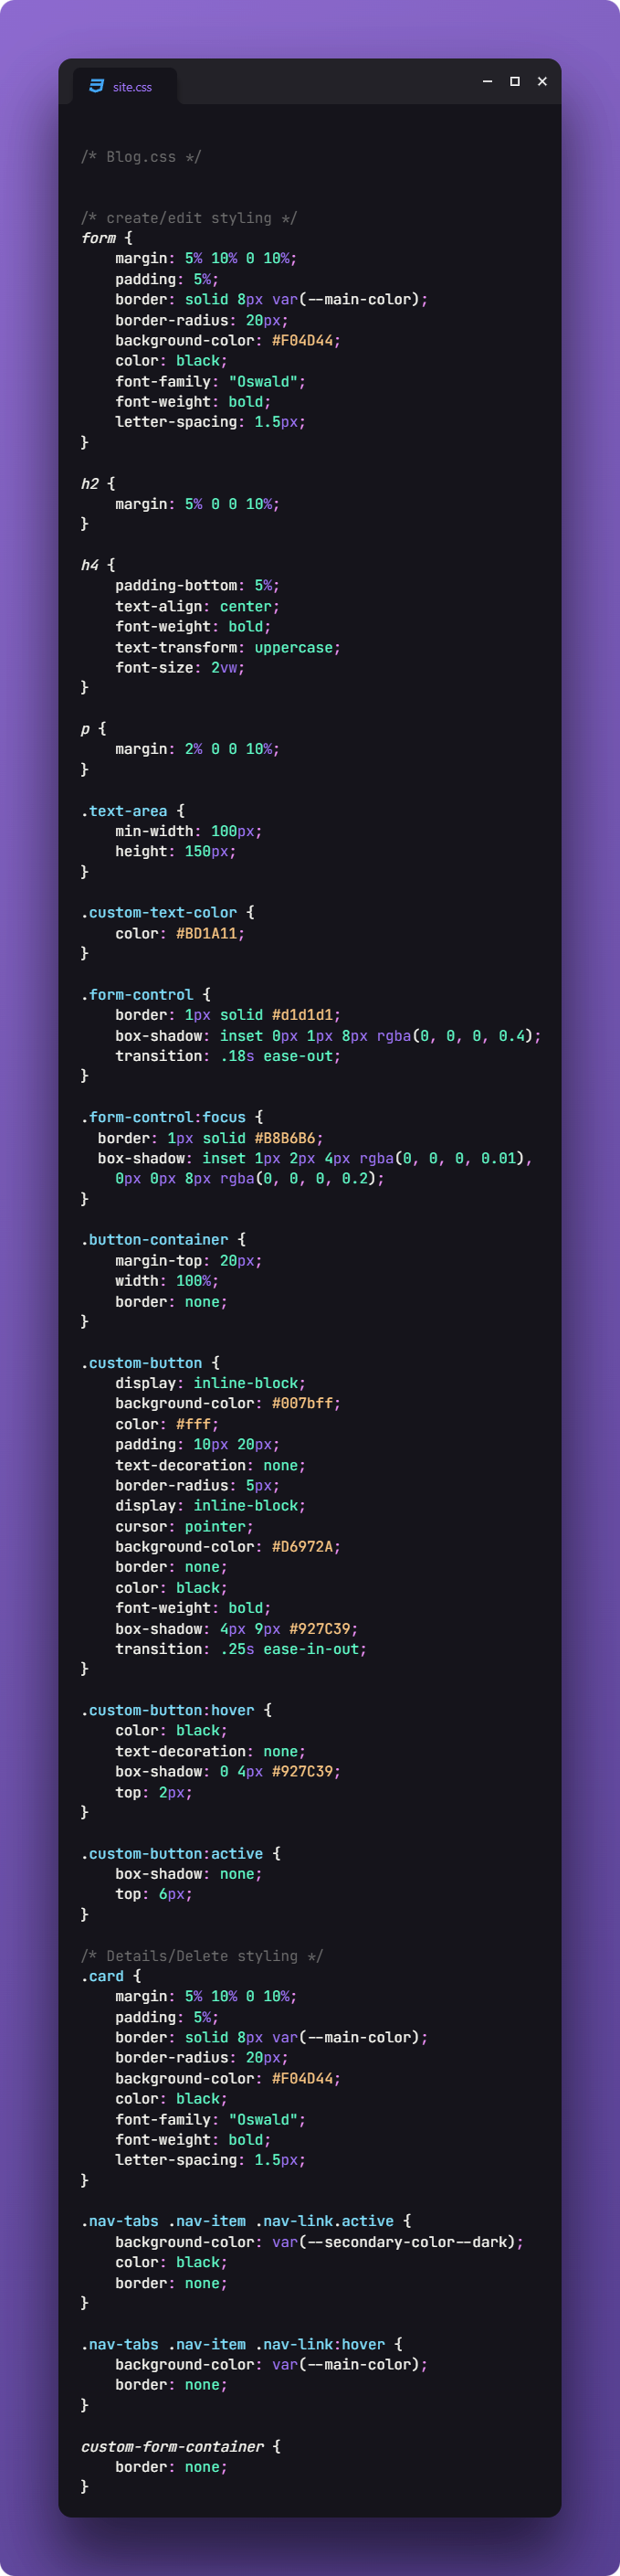 site.css
/* Blog.css */
/* create/edit styling */
form {
    margin: 5% 10% 0 10%;
    padding: 5%;
    border: solid 8px var(--main-color);
    border-radius: 20px;
    background-color: #F04D44;
    color: black;
    font-family: "Oswald";
    font-weight: bold;
    letter-spacing: 1.5px;
}
h2 {
    margin: 5% 0 0 10%;
}
h4 {
    padding-bottom: 5%;
    text-align: center;
    font-weight: bold;
    text-transform: uppercase;
    font-size: 2vw;
}
p {
    margin: 2% 0 0 10%;
}
.text-area {
    min-width: 100px;
    height: 150px;
}
.custom-text-color {
    color: #BD1A11;
}
.form-control {
    border: 1px solid #d1d1d1;
    box-shadow: inset 0px 1px 8px rgba(0, 0, 0, 0.4);
    transition: .18s ease-out;
}
.form-control:focus {
  border: 1px solid #B8B6B6;
  box-shadow: inset 1px 2px 4px rgba(0, 0, 0, 0.01),
    0px 0px 8px rgba(0, 0, 0, 0.2);
}
.button-container {
    margin-top: 20px;
    width: 100%;
    border: none;
}
.custom-button {
    display: inline-block;
    background-color: #007bff;
    color: #fff;
    padding: 10px 20px;
    text-decoration: none;
    border-radius: 5px;
    display: inline-block;
    cursor: pointer;
    background-color: #D6972A;
    border: none;
    color: black;
    font-weight: bold;
    box-shadow: 4px 9px #927C39;
    transition: .25s ease-in-out;
}
.custom-button:hover {
    color: black;
    text-decoration: none;
    box-shadow: 0 4px #927C39;
    top: 2px;
}
.custom-button:active {
    box-shadow: none;
    top: 6px;
}
/* Details/Delete styling */
.card {
    margin: 5% 10% 0 10%;
    padding: 5%;
    border: solid 8px var(--main-color);
    border-radius: 20px;
    background-color: #F04D44;
    color: black;
    font-family: "Oswald";
    font-weight: bold;
    letter-spacing: 1.5px;
}
.nav-tabs .nav-item .nav-link.active {
    background-color: var(--secondary-color--dark);
    color: black;
    border: none;
}
.nav-tabs .nav-item .nav-link:hover {
    background-color: var(--main-color);
    border: none;
}
custom-form-container {
    border: none;
}